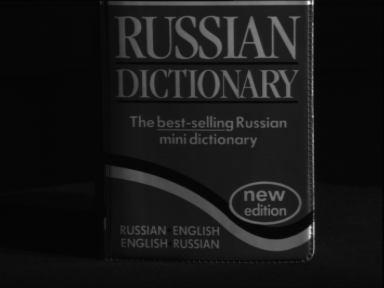 RUSSIAN
DICTIONARY
The best-selling Russian
mini dictionary
new
edition
RUSSIAN ENGLISH
ENGLISH RUSSIAN